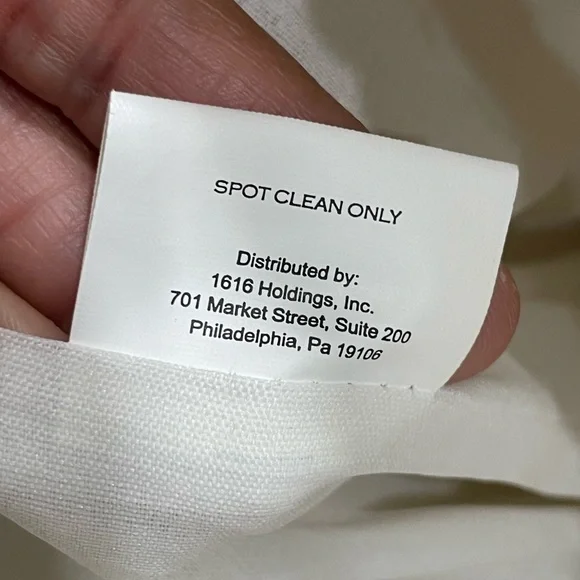 SPOT CLEAN ONLY
Distributed by:
1616 Holdings, Inc.
701 Market Street, Suite 200
Philadelphia, Pa 19106